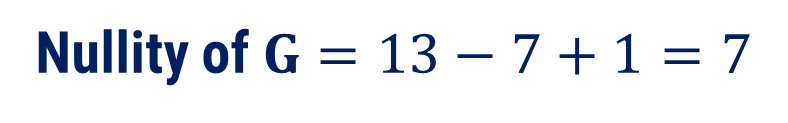 Nullity of G = 13 − 7 + 1 = 7